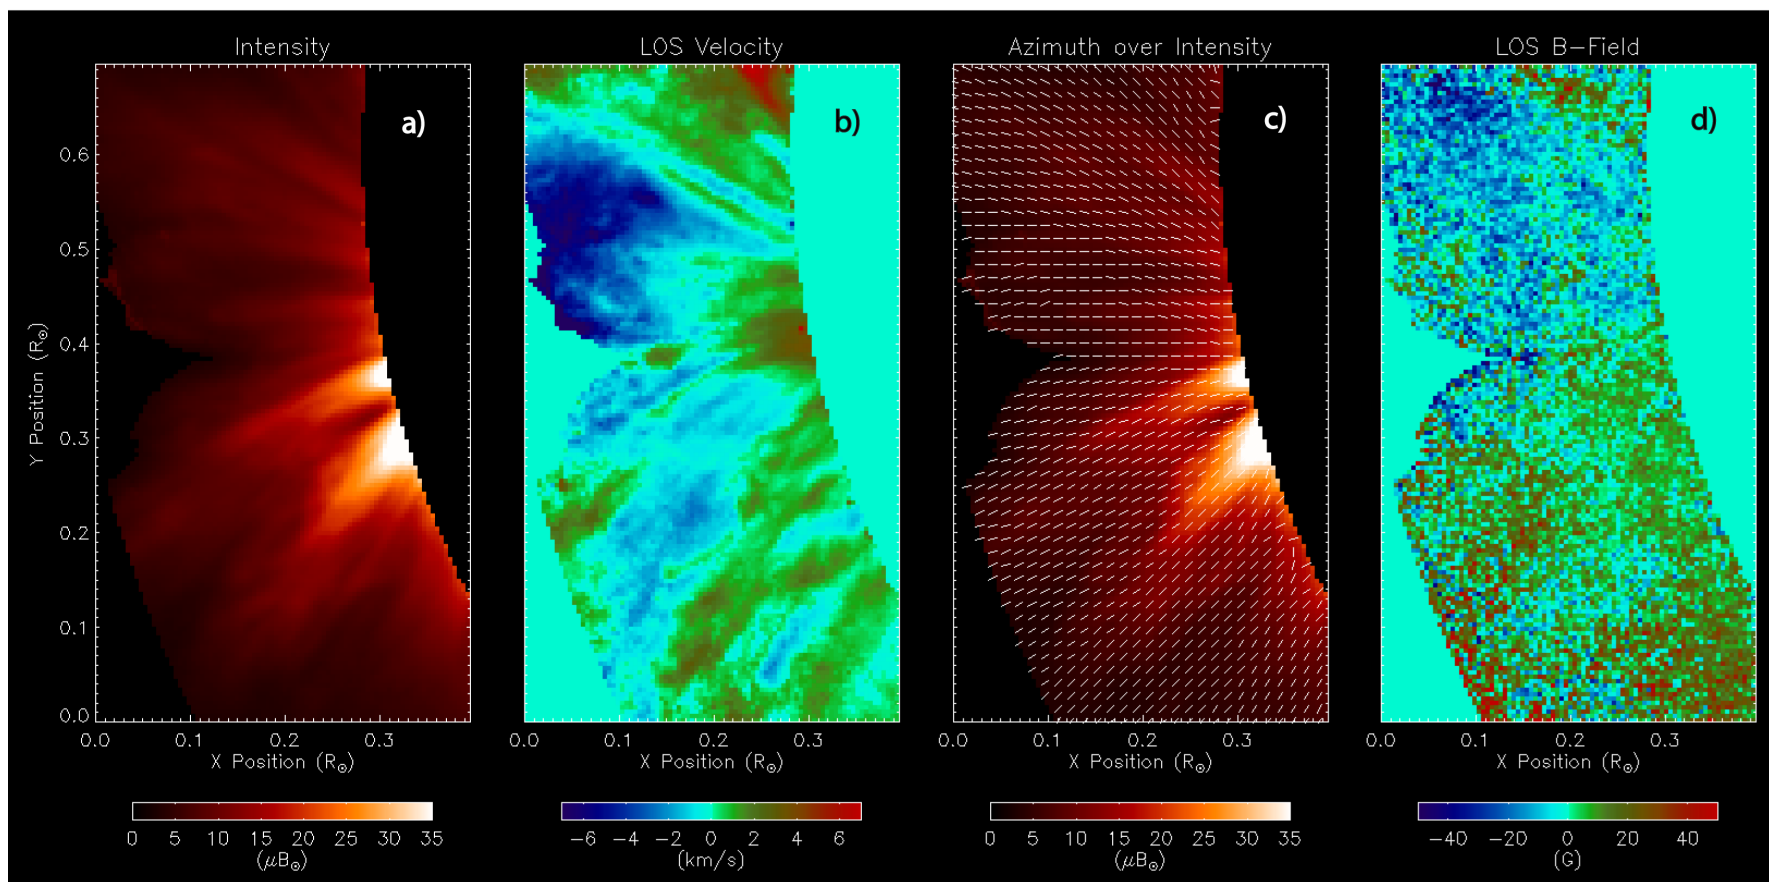 Intensity
LOS Velocity
Azimuth over Intensity
LOS B-Field
a)
b)
c)
d)
0.6
0.5
0.4
0.3
0.2
0.1
0.0
Y Position (R☉)
0.0 0.1 0.2 0.3
0.0 0.1 0.2 0.3
0.0 0.1 0.2 0.3
0.0 0.1 0.2 0.3
X Position (R☉)
X Position (R☉)
X Position (R☉)
X Position (R☉)
0 5 10 15 20 25 30 35
(μB☉)
-6 -4 -2 0 2 4 6
(km/s)
0 5 10 15 20 25 30 35
(μB☉)
-40 -20 0 20 40
(G)